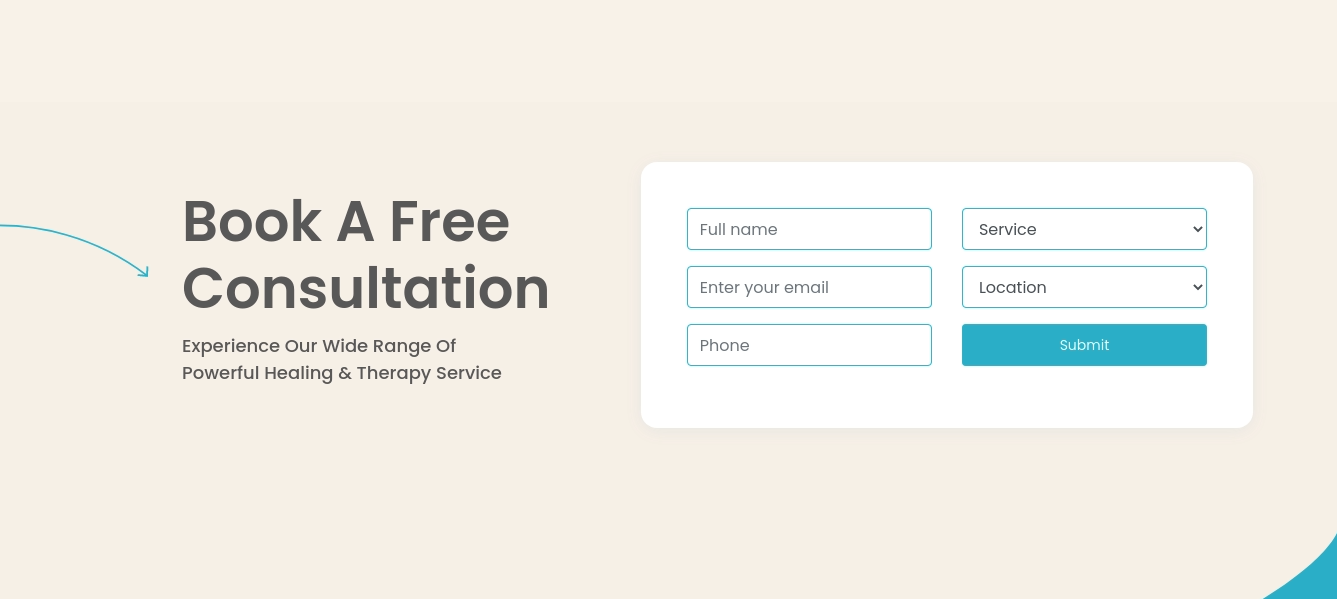 Book A Free
Consultation
Experience Our Wide Range Of
Powerful Healing & Therapy Service
Full name
Service
Enter your email
Location
Phone
Submit